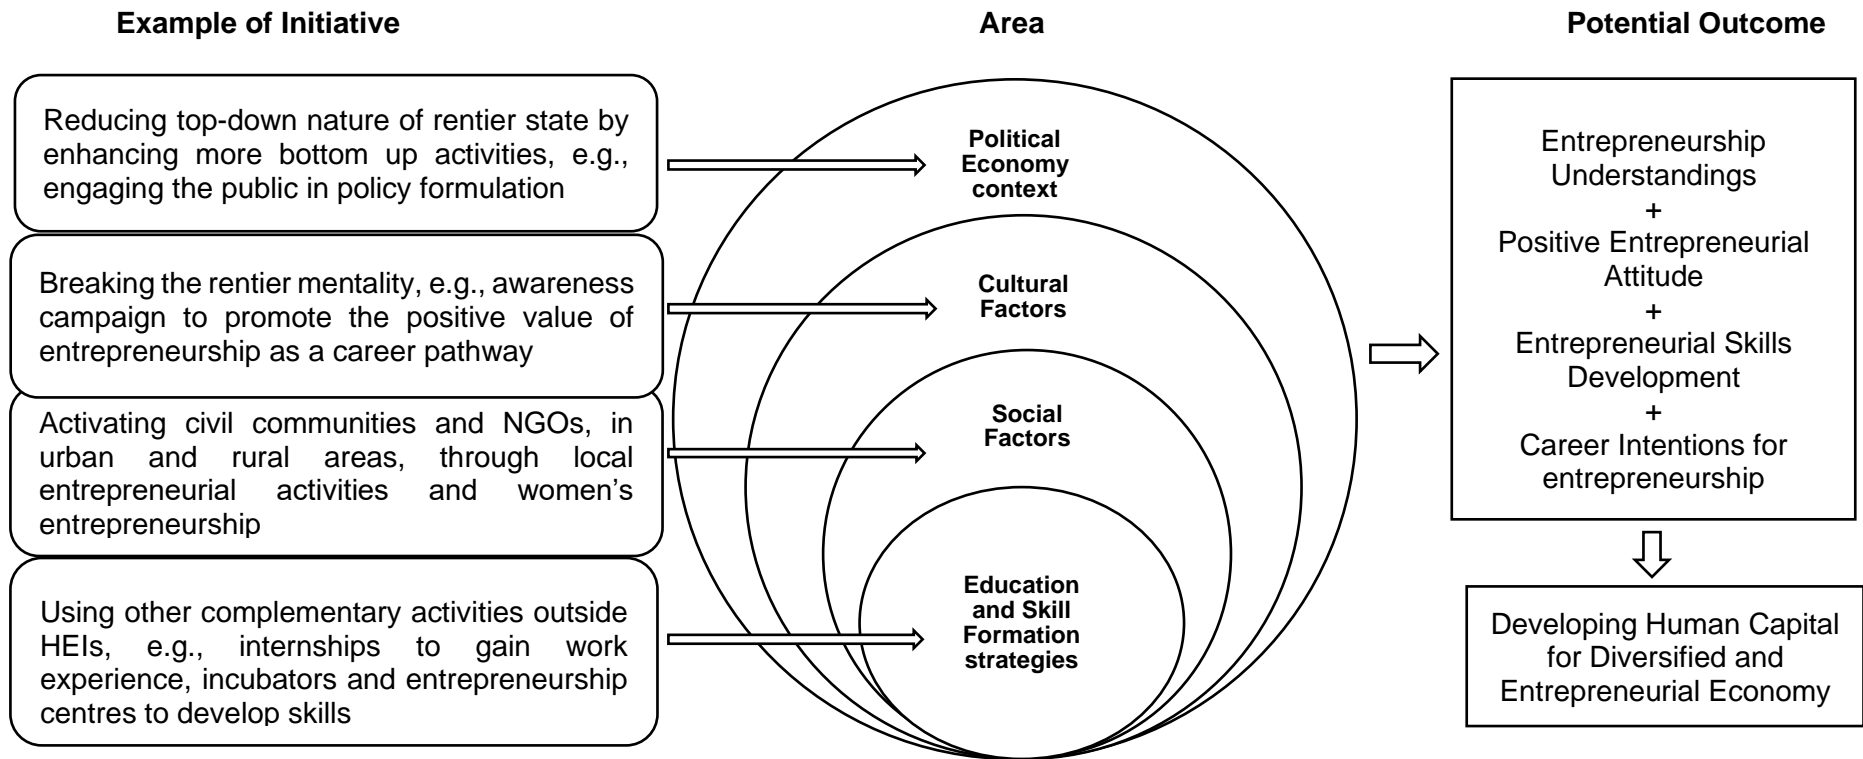 Example of Initiative
Area
Potential Outcome
Reducing top-down nature of rentier state by
enhancing more bottom up activities, e.g.,
engaging the public in policy formulation
Breaking the rentier mentality, e.g., awareness
campaign to promote the positive value of
entrepreneurship as a career pathway
Activating civil communities and NGOs, in
urban and rural areas, through local
entrepreneurial activities and women’s
entrepreneurship
Using other complementary activities outside
HEIs, e.g., internships to gain work
experience, incubators and entrepreneurship
centres to develop skills
Political
Economy
context
Cultural
Factors
Social
Factors
Education
and Skill
Formation
strategies
Entrepreneurship
Understandings
+
Positive Entrepreneurial
Attitude
+
Entrepreneurial Skills
Development
+
Career Intentions for
entrepreneurship
Developing Human Capital
for Diversified and
Entrepreneurial Economy